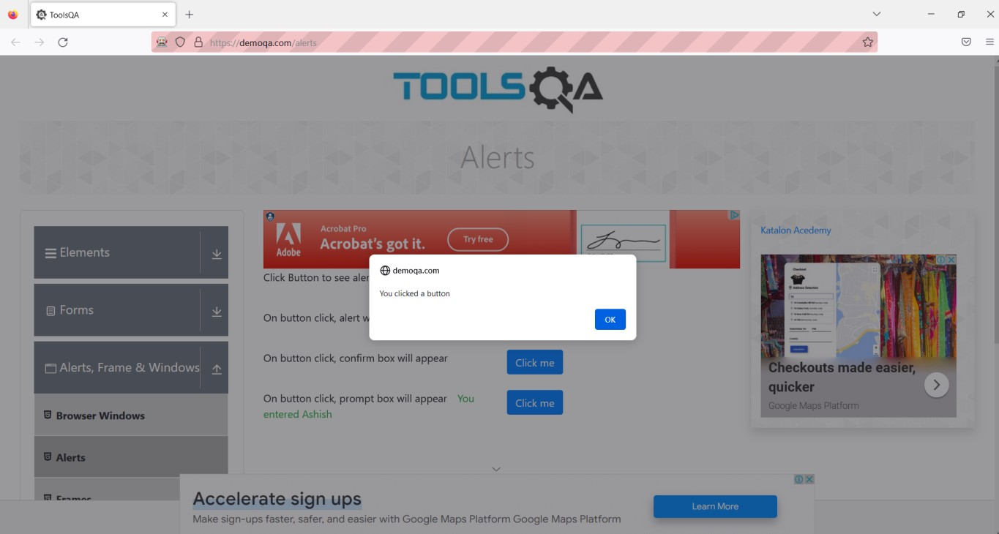 ToolsQA
https://demoqa.com/alerts
TOOLSQA
Alerts
Elements
Forms
Alerts, Frame & Windows
Browser Windows
Alerts
Frames
Adobe
Acrobat Pro
Acrobat's got it.
Try free
Click Button to see aler
demoqa.com
You clicked a button
OK
On button click, alert w
On button click, confirm box will appear
Click me
On button click, prompt box will appear You
entered Ashish
Click me
Katalon Acedemy
Checkout
Address Selection
Checkouts made easier,
quicker
Google Maps Platform
Accelerate sign ups
Make sign-ups faster, safer, and easier with Google Maps Platform Google Maps Platform
Learn More